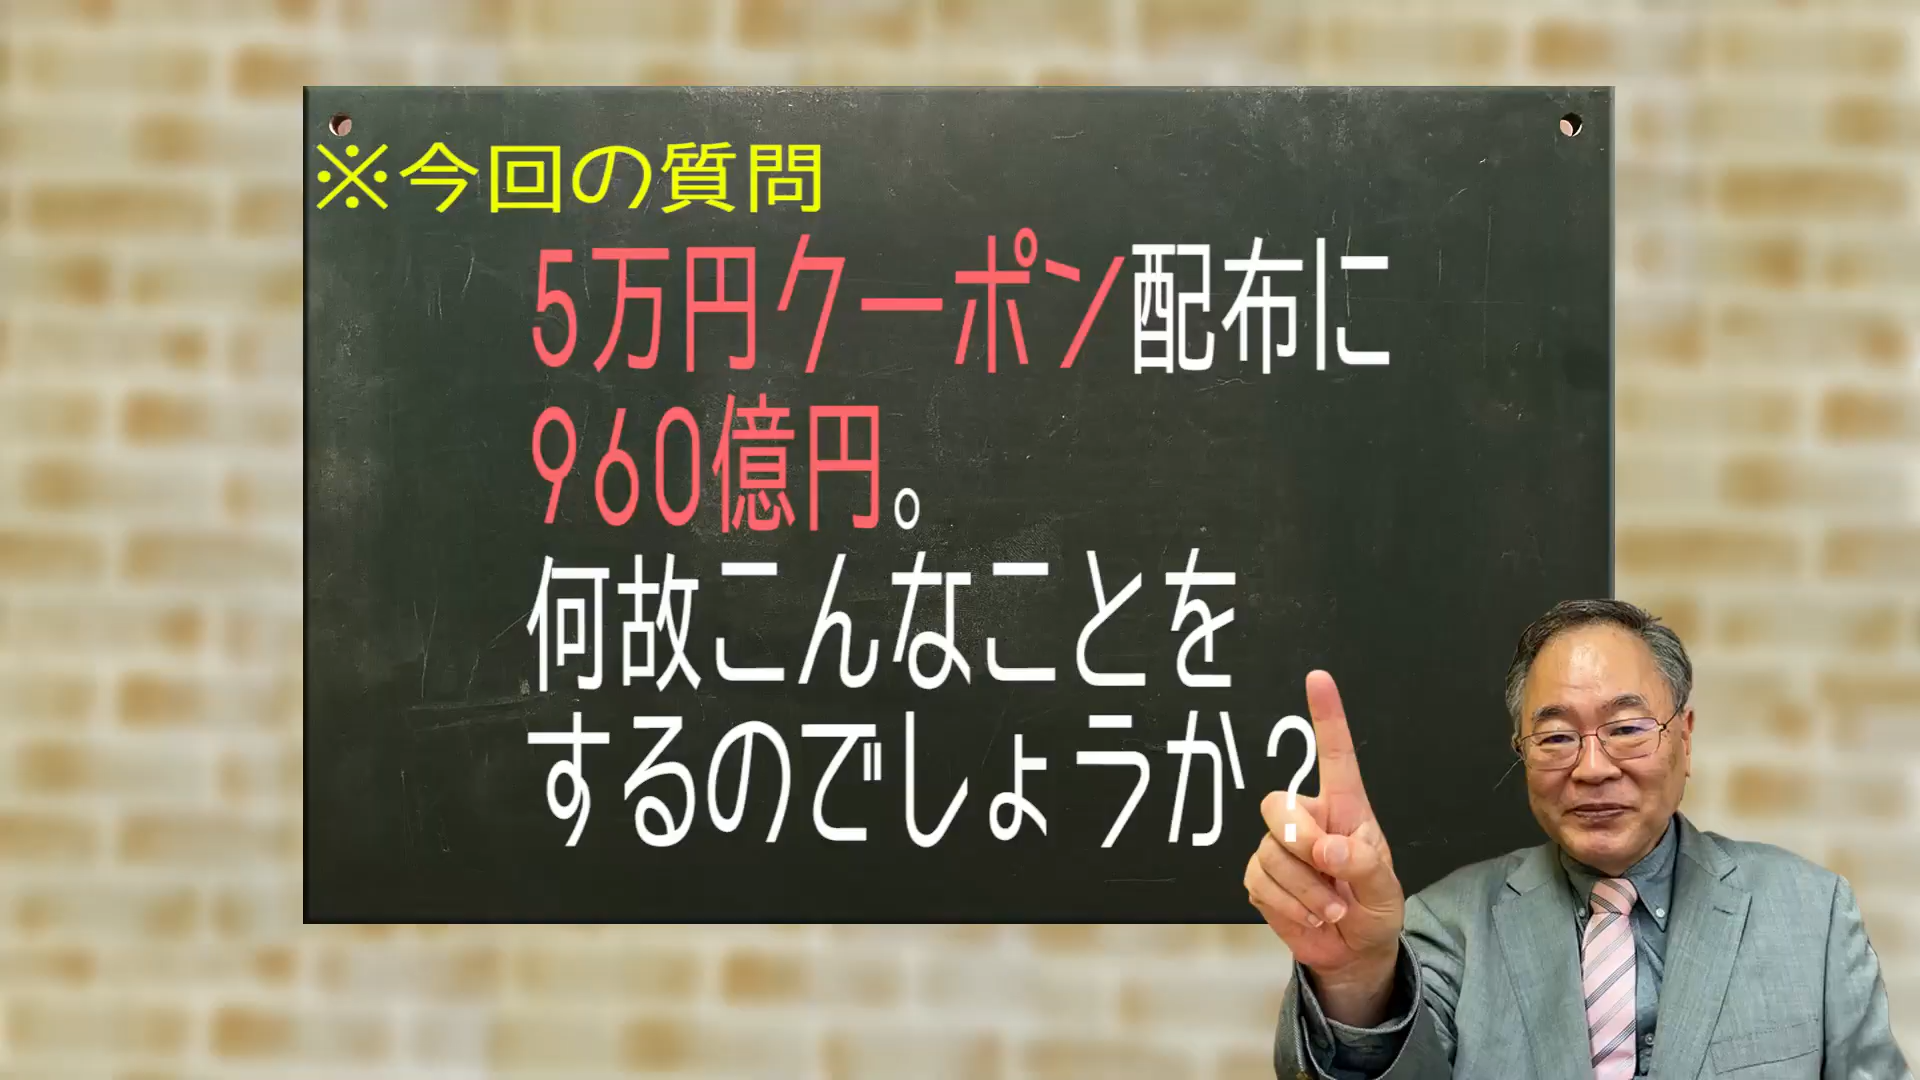 ※今回の質問
5万円クーポン配布に
960億円。
何故こんなことを
するのでしょうか？